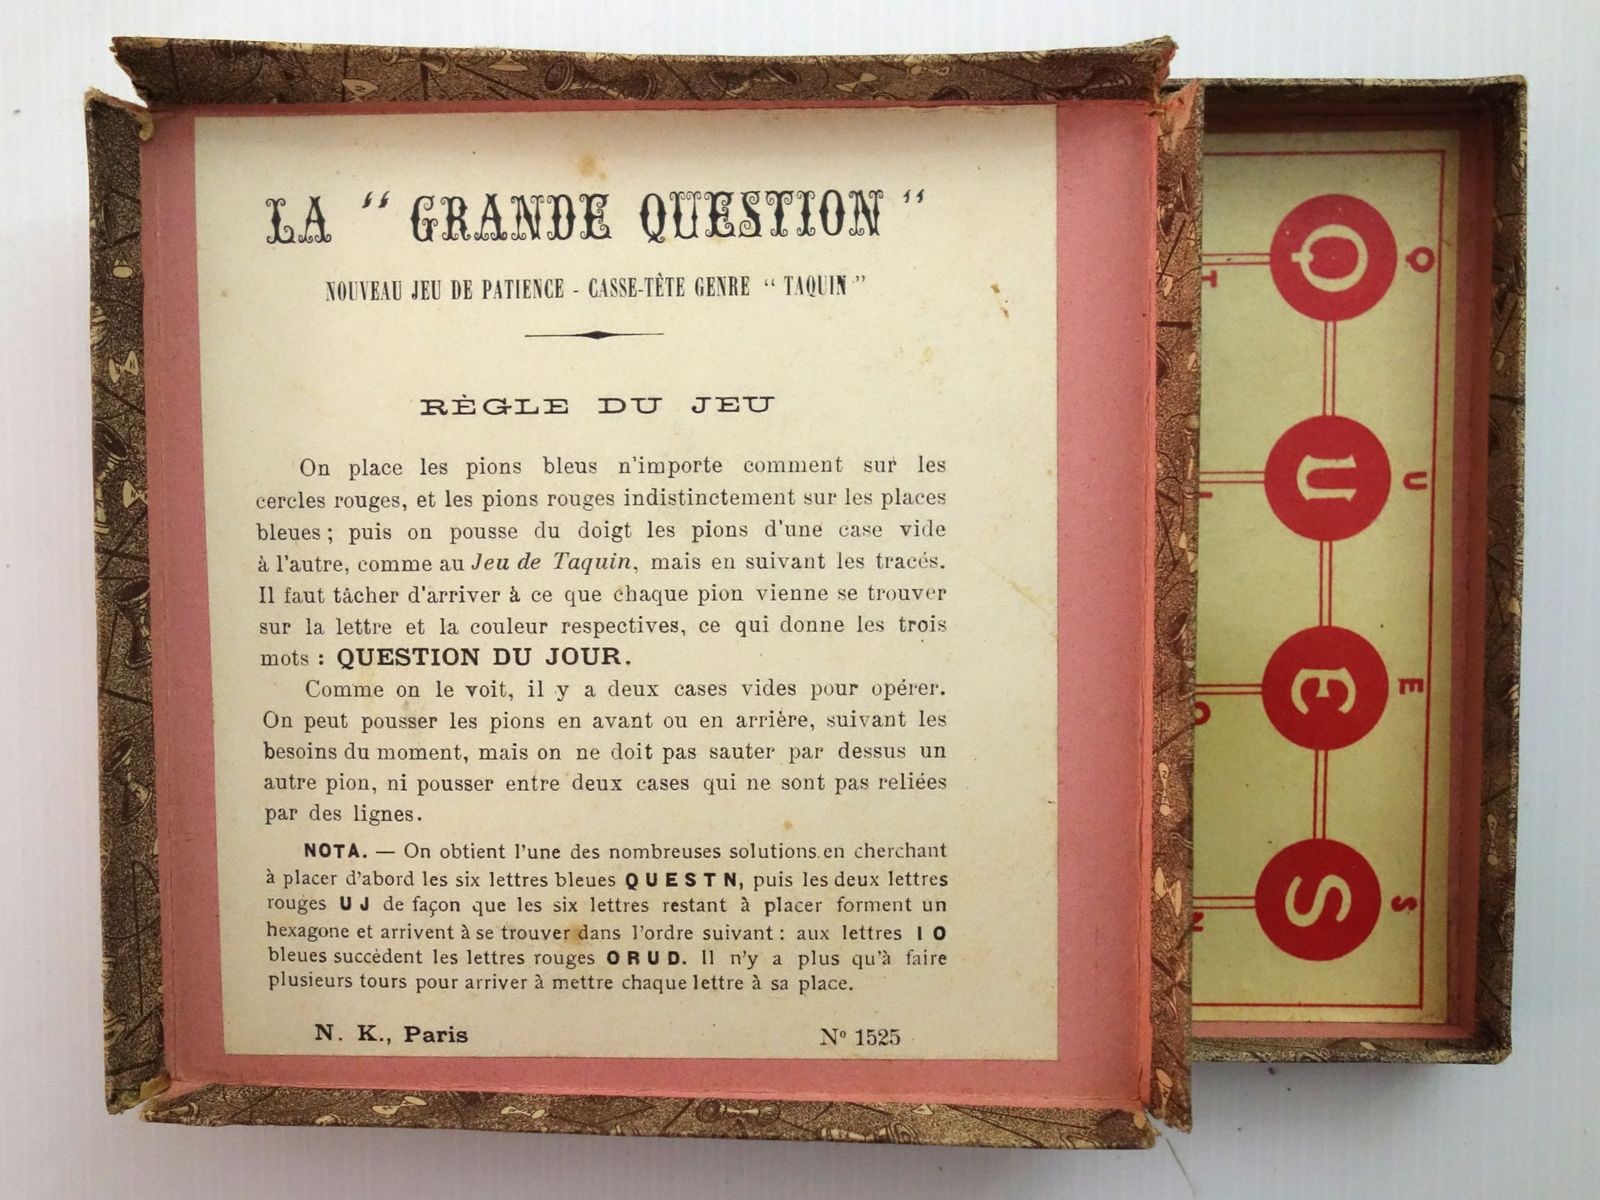 LA “ GRANDE QUESTION “
NOUVEAU JEU DE PATIENCE - CASSE-TÊTE GENRE “ TAQUIN ”
RÈGLE DU JEU
On place les pions bleus n'importe comment sur les
cercles rouges, et les pions rouges indistinctement sur les places
bleues ; puis on pousse du doigt les pions d'une case vide
à l'autre, comme au Jeu de Taquin, mais en suivant les tracés.
Il faut tâcher d'arriver à ce que chaque pion vienne se trouver
sur la lettre et la couleur respectives, ce qui donne les trois
mots : QUESTION DU JOUR.
Comme on le voit, il y a deux cases vides pour opérer.
On peut pousser les pions en avant ou en arrière, suivant les
besoins du moment, mais on ne doit pas sauter par dessus un
autre pion, ni pousser entre deux cases qui ne sont pas reliées
par des lignes.
NOTA. — On obtient l'une des nombreuses solutions en cherchant
à placer d'abord les six lettres bleues QUESTN, puis les deux lettres
rouges UJ de façon que les six lettres restant à placer forment un
hexagone et arrivent à se trouver dans l'ordre suivant : aux lettres IO
bleues succèdent les lettres rouges ORUD. Il n'y a plus qu'à faire
plusieurs tours pour arriver à mettre chaque lettre à sa place.
N. K., Paris
Nº 1525
Q Q
U U
E E
S S
T
I
O
N